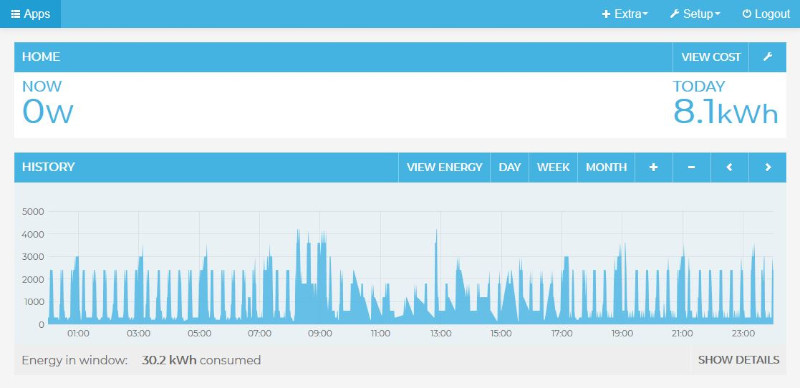 Apps Extra Setup Logout
HOME VIEW COST
NOW TODAY
0W 8.1kWh
HISTORY VIEW ENERGY DAY WEEK MONTH + - < >
5000
4000
3000
2000
1000
0
01:00 03:00 05:00 07:00 09:00 11:00 13:00 15:00 17:00 19:00 21:00 23:00
Energy in window: 30.2 kWh consumed SHOW DETAILS